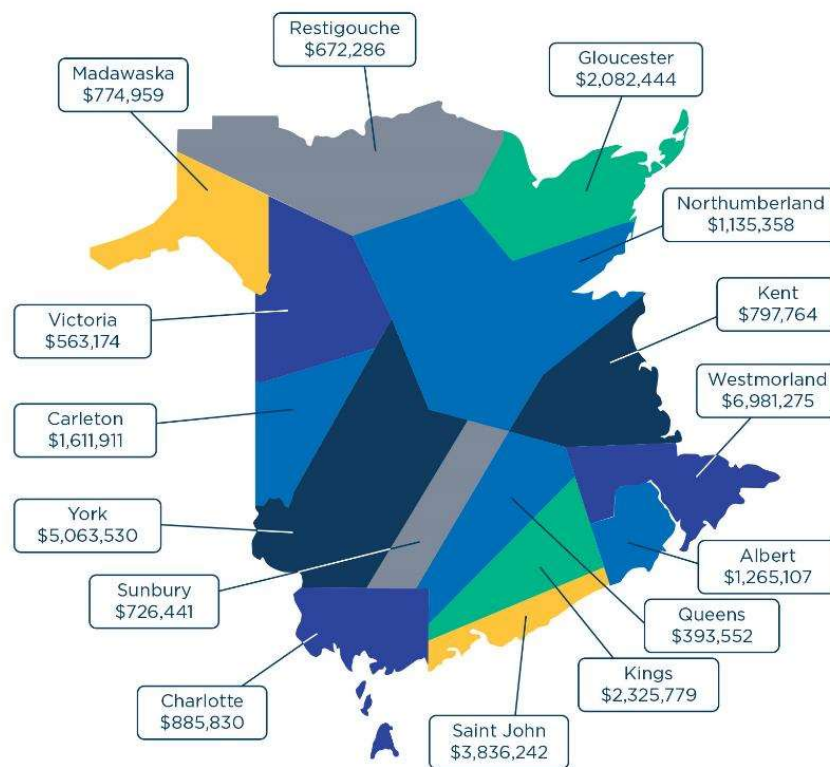 Restigouche
$672,286
Gloucester
$2,082,444
Madawaska
$774,959
Northumberland
$1,135,358
Kent
$797,764
Victoria
$563,174
Westmorland
$6,981,275
Carleton
$1,611,911
York
$5,063,530
Albert
$1,265,107
Sunbury
$726,441
Queens
$393,552
Kings
$2,325,779
Charlotte
$885,830
Saint John
$3,836,242